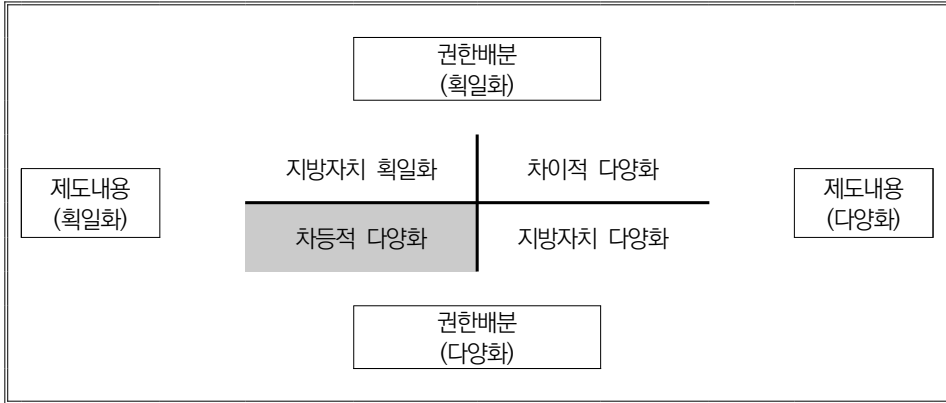 권한배분
(획일화)
지방자치 획일화
차이적 다양화
제도내용
(획일화)
제도내용
(다양화)
차등적 다양화
지방자치 다양화
권한배분
(다양화)